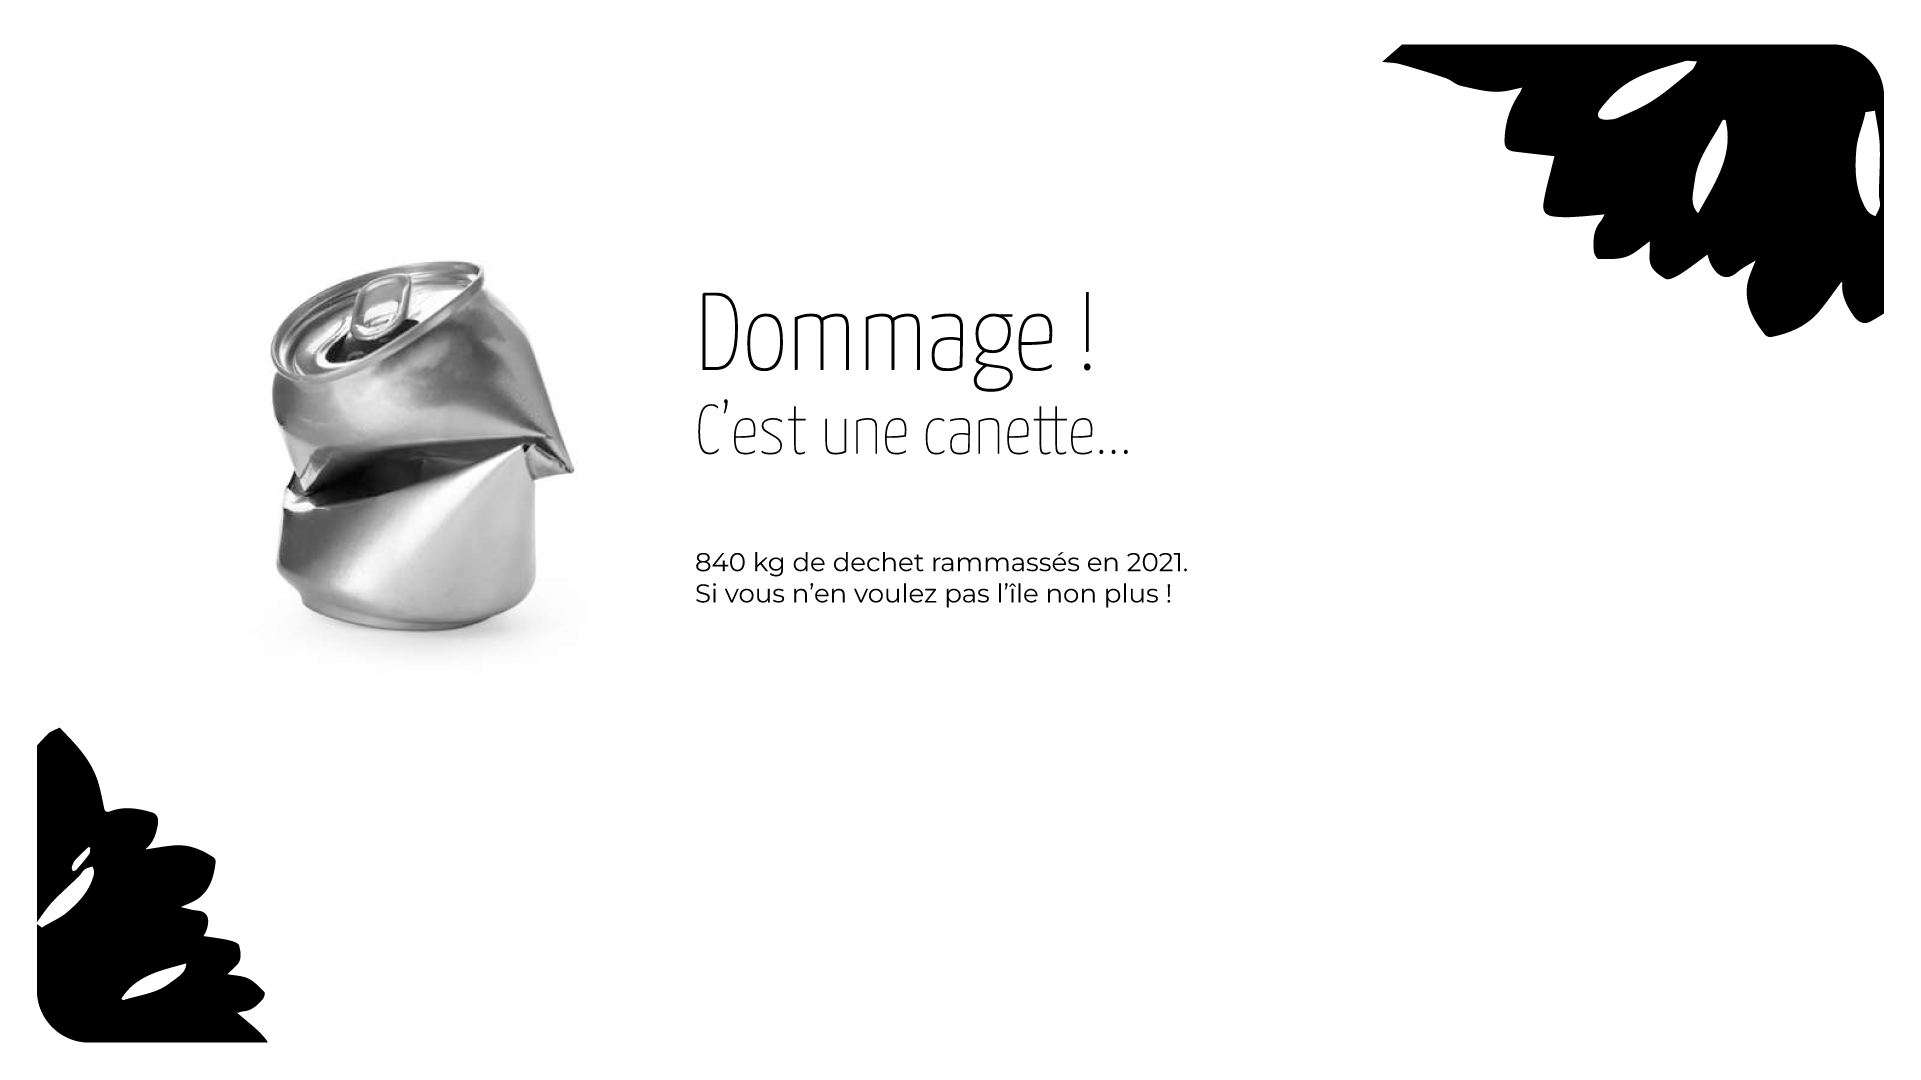 Dommage !
C’est une canette...
840 kg de dechet rammassés en 2021.
Si vous n’en voulez pas l’île non plus !